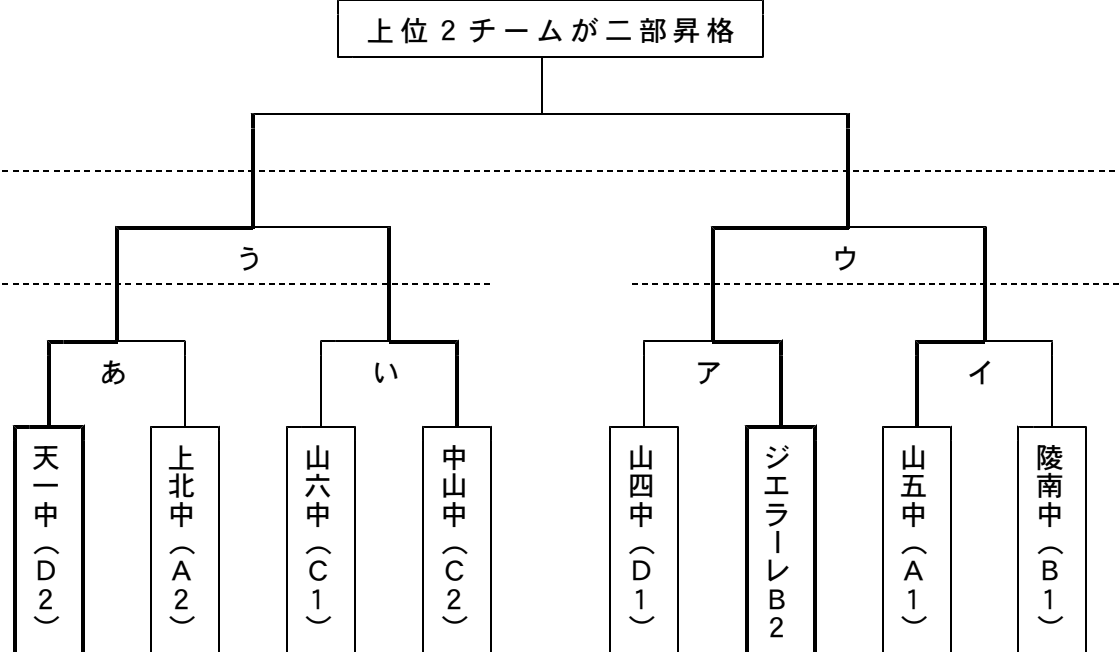 上位2チームが二部昇格
う
ウ
あ
い
ア
イ
天一中（D2）
上北中（A2）
山六中（C1）
中山中（C2）
山四中（D1）
ジエラーレB2
山五中（A1）
陵南中（B1）